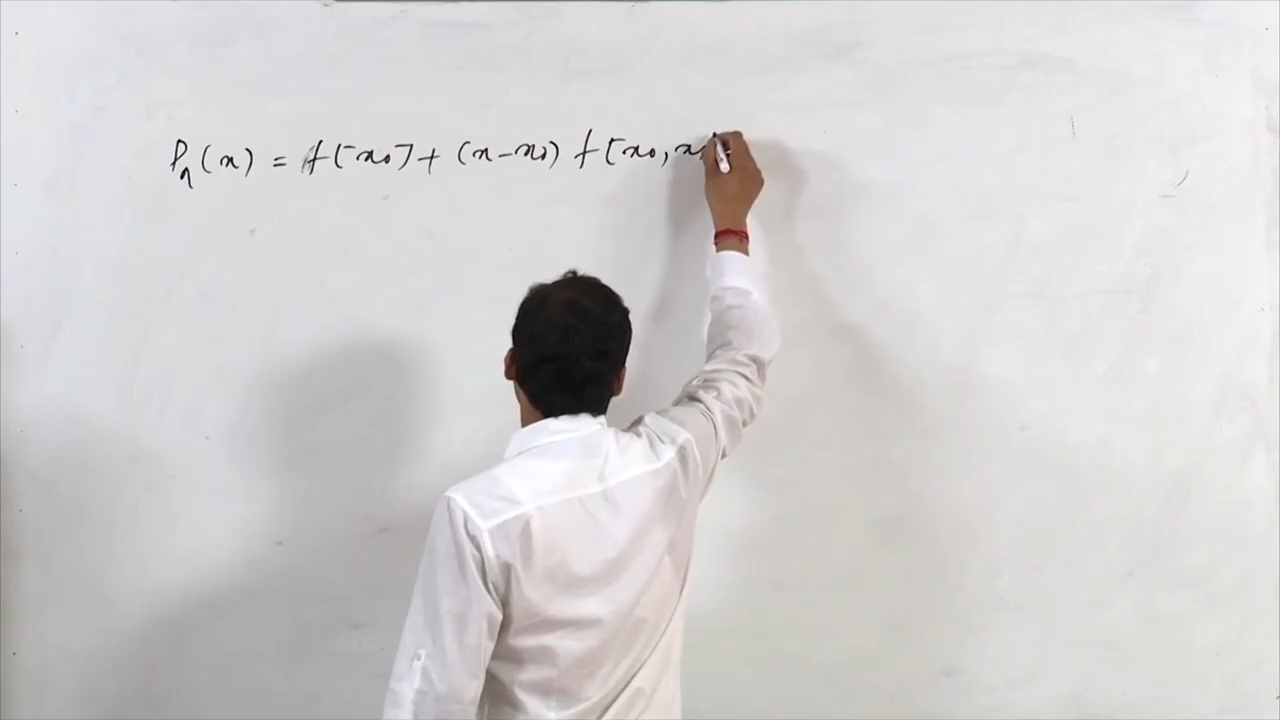 Pₙ(x) = f[x₀] + (x-x₀) f[x₀, x